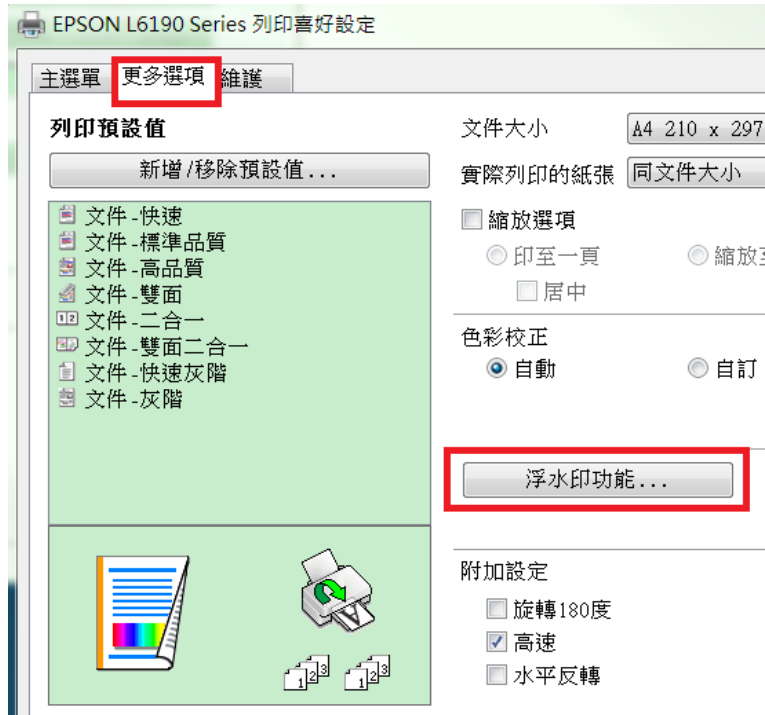 EPSON L6190 Series 列印喜好設定
主選單 更多選項 維護
列印預設值
新增/移除預設值...
文件-快速
文件-標準品質
文件-高品質
文件-雙面
文件-二合一
文件-雙面二合一
文件-快速灰階
文件-灰階
文件大小 A4 210 x 297
實際列印的紙張 同文件大小
縮放選項
印至一頁 縮放至
居中
色彩校正
自動 自訂
浮水印功能...
附加設定
旋轉180度
高速
水平反轉